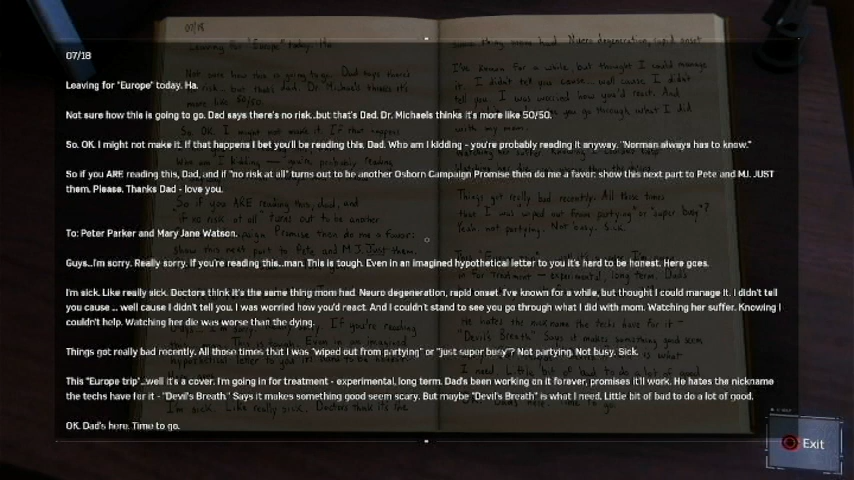 07/18
Leaving for "Europe" today. Ha.
Not sure how this is going to go. Dad says there's no risk..but that's Dad. Dr. Michaels thinks it's more like 50/50.
So. OK. I might not make it. If that happens I bet you'll be reading this, Dad. Who am I kidding - you're probably reading it anyway. "Norman always has to know."
So if you ARE reading this, Dad, and if "no risk at all" turns out to be another Osborn Campaign Promise then do me a favor: show this next part to Pete and MJ. JUST
them. Please. Thanks Dad - love you.
To: Peter Parker and Mary Jane Watson.
Guys...I'm sorry. Really sorry. If you're reading this...man. This is tough. Even in an imagined hypothetical letter to you it's hard to be honest. Here goes.
I'm sick. Like really sick. Doctors think it's the same thing mom had. Neuro degeneration, rapid onset. I've known for a while, but thought I could manage it. I didn't tell
you cause ... well cause I didn't tell you. I was worried how you'd react. And I couldn't stand to see you go through what I did with mom. Watching her suffer. Knowing I
couldn't help. Watching her die was worse than the dying.
Things got really bad recently. All those times that I was "wiped out from partying" or "just super busy"? Not partying. Not busy. Sick.
This "Europe trip"...well it's a cover. I'm going in for treatment - experimental, long term. Dad's been working on it forever, promises it'll work. He hates the nickname
the techs have for it - "Devil's Breath." Says it makes something good seem scary. But maybe "Devil's Breath" is what I need. Little bit of bad to do a lot of good.
OK. Dad's here. Time to go.
Exit